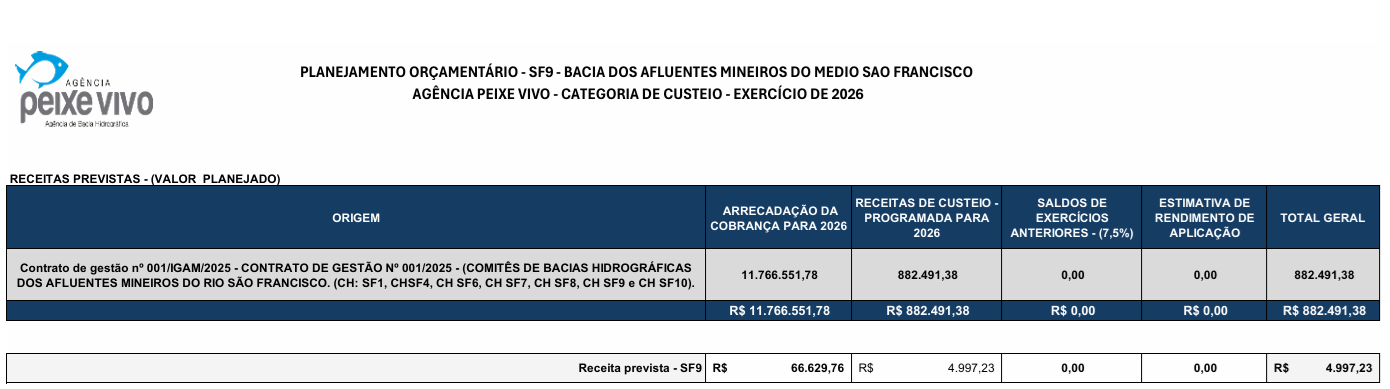 AGÊNCIA
peixe vivo
Agência de Bacia Hidrográfica
PLANEJAMENTO ORÇAMENTÁRIO - SF9 - BACIA DOS AFLUENTES MINEIROS DO MEDIO SAO FRANCISCO
AGÊNCIA PEIXE VIVO - CATEGORIA DE CUSTEIO - EXERCÍCIO DE 2026
RECEITAS PREVISTAS - (VALOR  PLANEJADO)
ORIGEM
ARRECADAÇÃO DA
COBRANÇA PARA 2026
RECEITAS DE CUSTEIO -
PROGRAMADA PARA
2026
SALDOS DE
EXERCÍCIOS
ANTERIORES - (7,5%)
ESTIMATIVA DE
RENDIMENTO DE
APLICAÇÃO
TOTAL GERAL
Contrato de gestão nº 001/IGAM/2025 - CONTRATO DE GESTÃO Nº 001/2025 - (COMITÊS DE BACIAS HIDROGRÁFICAS
DOS AFLUENTES MINEIROS DO RIO SÃO FRANCISCO. (CH: SF1, CHSF4, CH SF6, CH SF7, CH SF8, CH SF9 e CH SF10).
11.766.551,78
882.491,38
0,00
0,00
882.491,38
R$ 11.766.551,78
R$ 882.491,38
R$ 0,00
R$ 0,00
R$ 882.491,38
Receita prevista - SF9
R$ 66.629,76
R$ 4.997,23
0,00
0,00
R$ 4.997,23